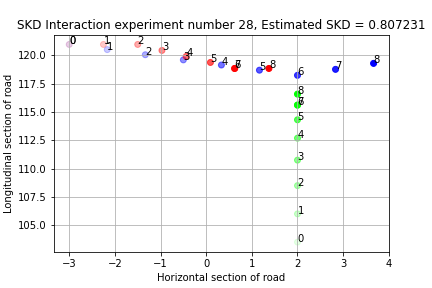 SKD Interaction experiment number 28, Estimated SKD = 0.807231
Longitudinal section of road
120.0
117.5
115.0
112.5
110.0
107.5
105.0
0 1 2 3 4 5 6 7 8
0 1 2 3 4 5 6 7 8
8
7
5
4
3
2
1
0
−3 −2 −1 0 1 2 3 4
Horizontal section of road